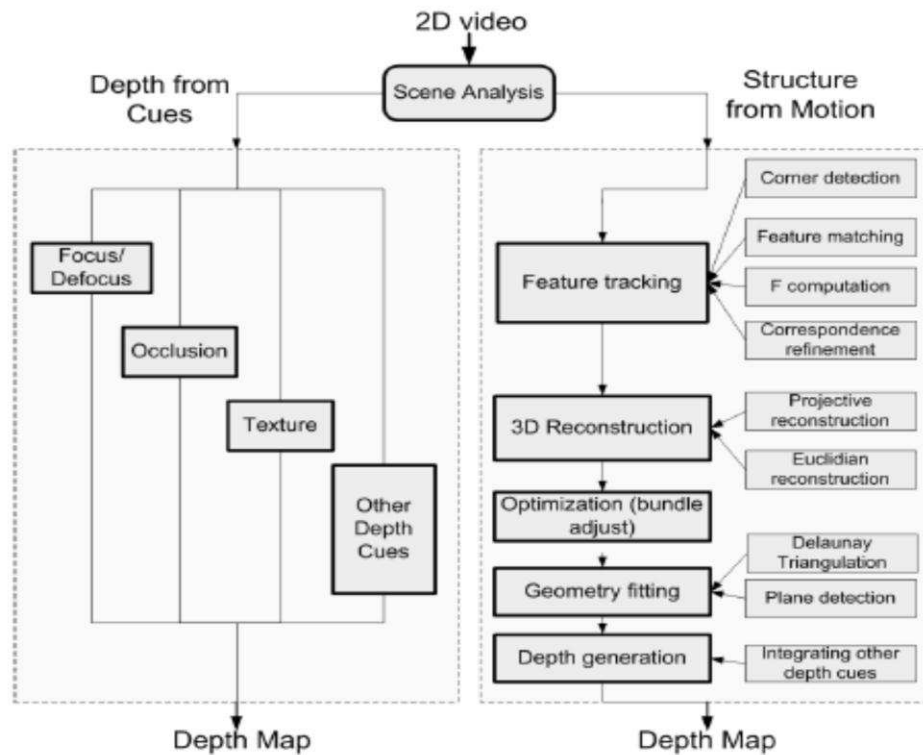 2D video
Scene Analysis
Depth from
Cues
Structure
from Motion
Focus/
Defocus
Occlusion
Texture
Other
Depth
Cues
Depth Map
Feature tracking
Corner detection
Feature matching
F computation
Correspondence
refinement
3D Reconstruction
Projective
reconstruction
Euclidian
reconstruction
Optimization (bundle
adjust)
Geometry fitting
Delaunay
Triangulation
Plane detection
Depth generation
Integrating other
depth cues
Depth Map